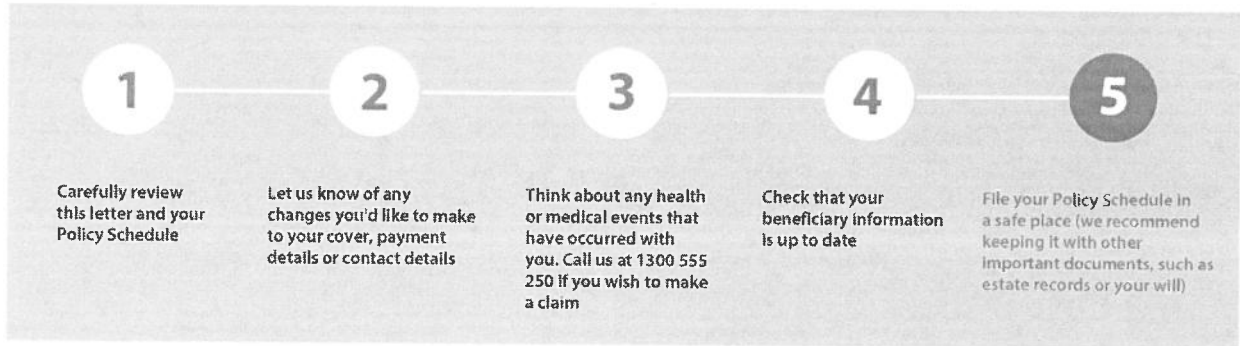 1
2
3
4
5
Carefully review
this letter and your
Policy Schedule
Let us know of any
changes you'd like to make
to your cover, payment
details or contact details
Think about any health
or medical events that
have occurred with
you. Call us at 1300 555
250 if you wish to make
a claim
Check that your
beneficiary information
is up to date
File your Policy Schedule in
a safe place (we recommend
keeping it with other
important documents, such as
estate records or your will)